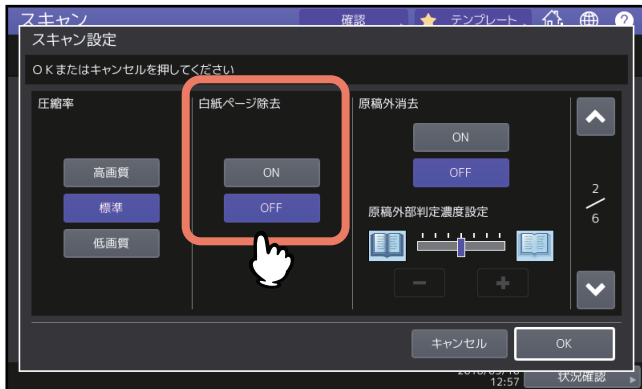 スキャン
確認
テンプレート
?
スキャン設定
OKまたはキャンセルを押してください
圧縮率
白紙ページ除去
原稿外消去
高画質
標準
低画質
ON
OFF
ON
OFF
原稿外部判定濃度設定
2
6
キャンセル
OK
12:57
状況確認